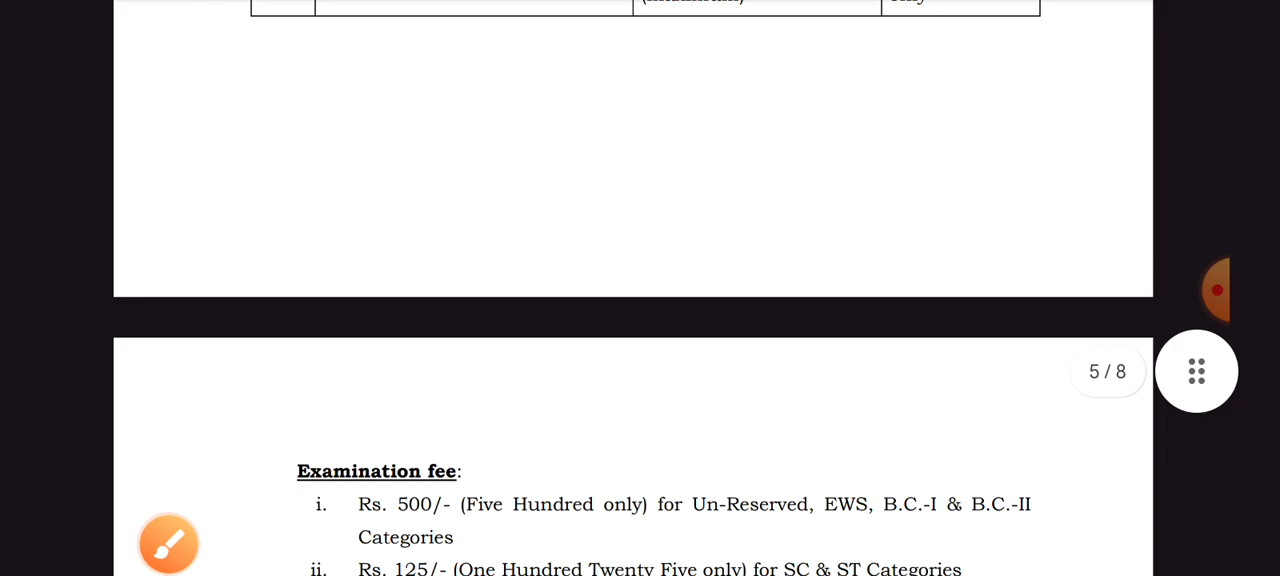 5 / 8
Examination fee:
i. Rs. 500/- (Five Hundred only) for Un-Reserved, EWS, B.C.-I & B.C.-II
Categories
ii. Rs. 125/- (One Hundred Twenty Five only) for SC & ST Categories